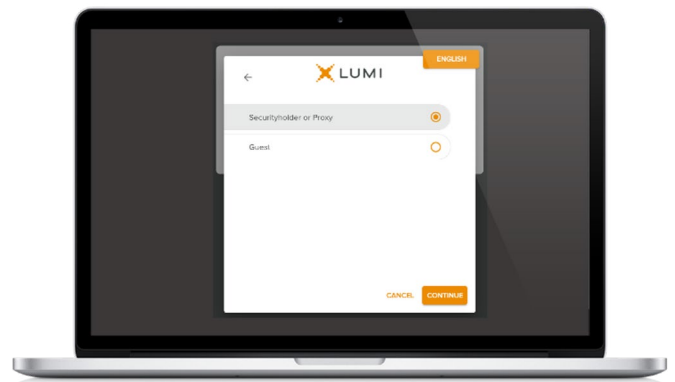 ENGLISH
LUMI
Securityholder or Proxy
Guest
CANCEL
CONTINUE